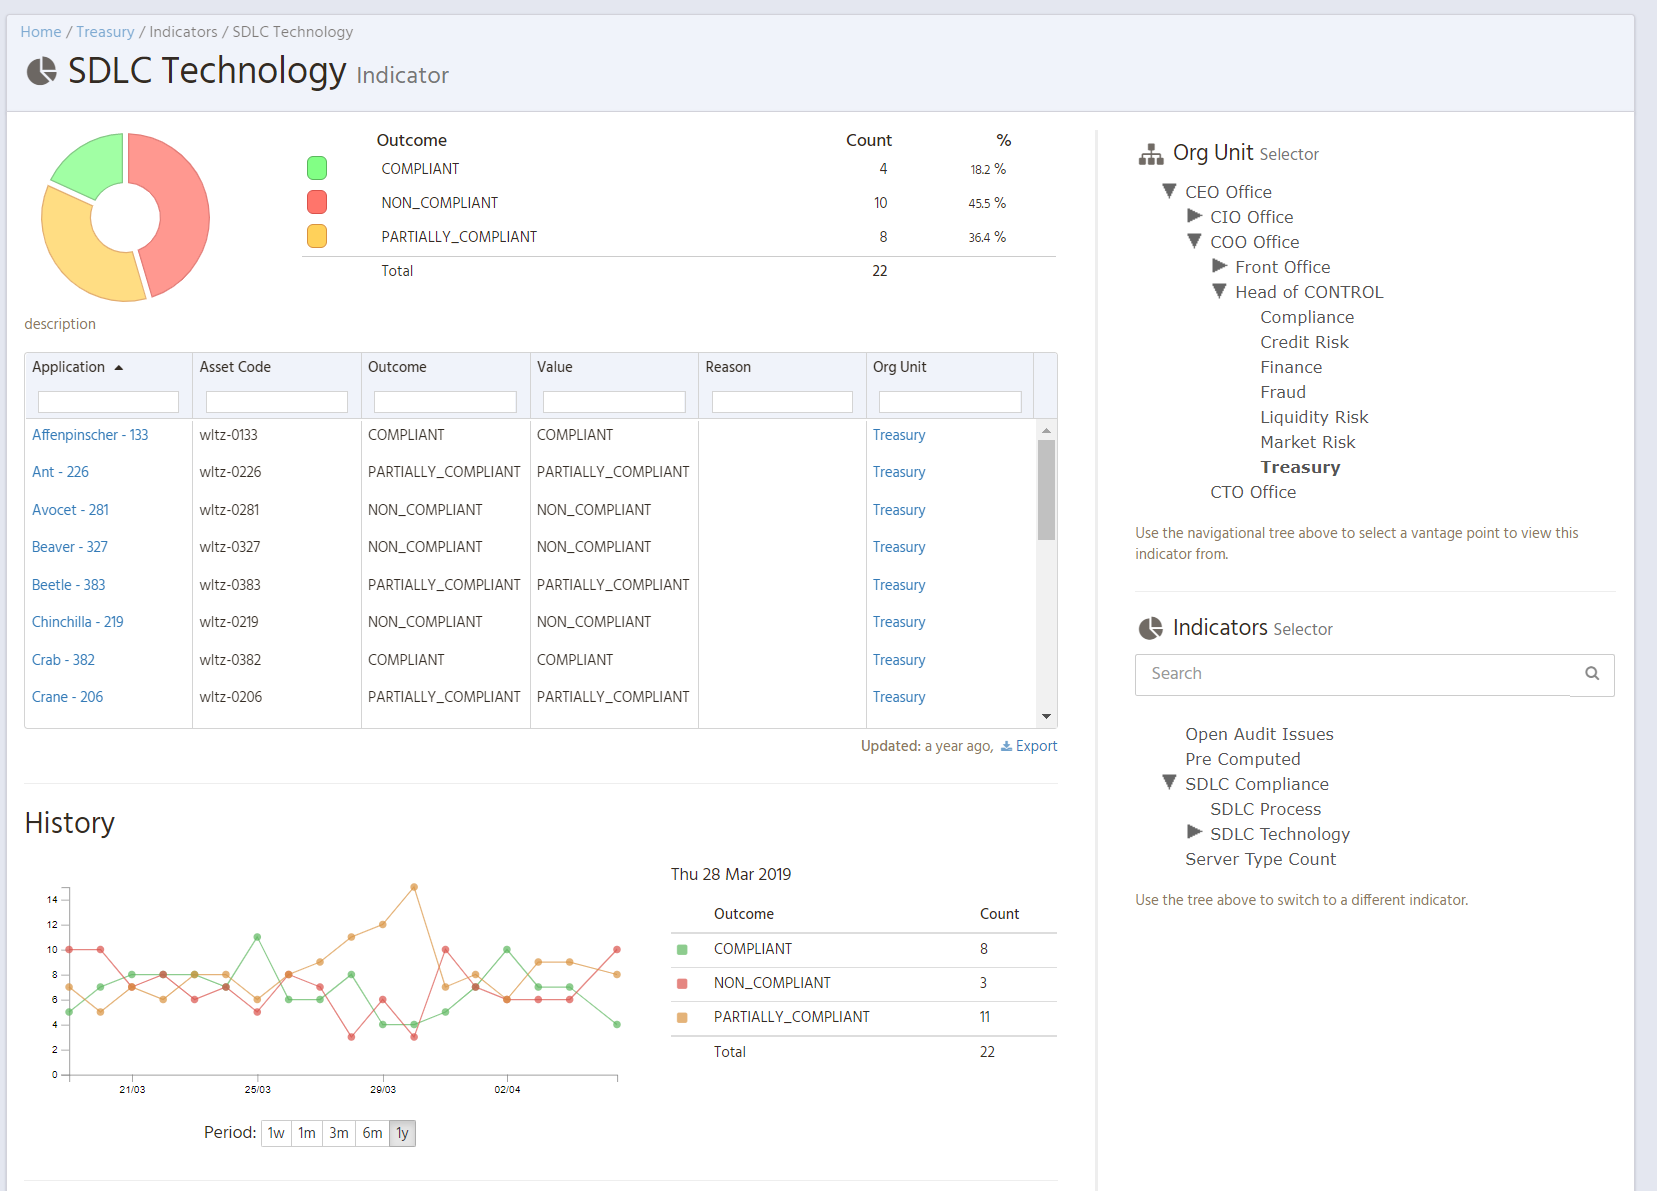 Home / Treasury / Indicators / SDLC Technology
SDLC Technology Indicator
Outcome Count %
COMPLIANT 4 18.2 %
NON_COMPLIANT 10 45.5 %
PARTIALLY_COMPLIANT 8 36.4 %
Total 22
description
Application Asset Code Outcome Value Reason Org Unit
Affenpinscher - 133 wltz-0133 COMPLIANT COMPLIANT Treasury
Ant - 226 wltz-0226 PARTIALLY_COMPLIANT PARTIALLY_COMPLIANT Treasury
Avocet - 281 wltz-0281 NON_COMPLIANT NON_COMPLIANT Treasury
Beaver - 327 wltz-0327 NON_COMPLIANT NON_COMPLIANT Treasury
Beetle - 383 wltz-0383 PARTIALLY_COMPLIANT PARTIALLY_COMPLIANT Treasury
Chinchilla - 219 wltz-0219 NON_COMPLIANT NON_COMPLIANT Treasury
Crab - 382 wltz-0382 COMPLIANT COMPLIANT Treasury
Crane - 206 wltz-0206 PARTIALLY_COMPLIANT PARTIALLY_COMPLIANT Treasury
Updated: a year ago, Export
History
14
12
10
8
6
4
2
0
21/03 25/03 29/03 02/04
Period: 1w 1m 3m 6m 1y
Thu 28 Mar 2019
Outcome Count
COMPLIANT 8
NON_COMPLIANT 3
PARTIALLY_COMPLIANT 11
Total 22
Org Unit Selector
CEO Office
CIO Office
COO Office
Front Office
Head of CONTROL
Compliance
Credit Risk
Finance
Fraud
Liquidity Risk
Market Risk
Treasury
CTO Office
Use the navigational tree above to select a vantage point to view this
indicator from.
Indicators Selector
Search
Open Audit Issues
Pre Computed
SDLC Compliance
SDLC Process
SDLC Technology
Server Type Count
Use the tree above to switch to a different indicator.